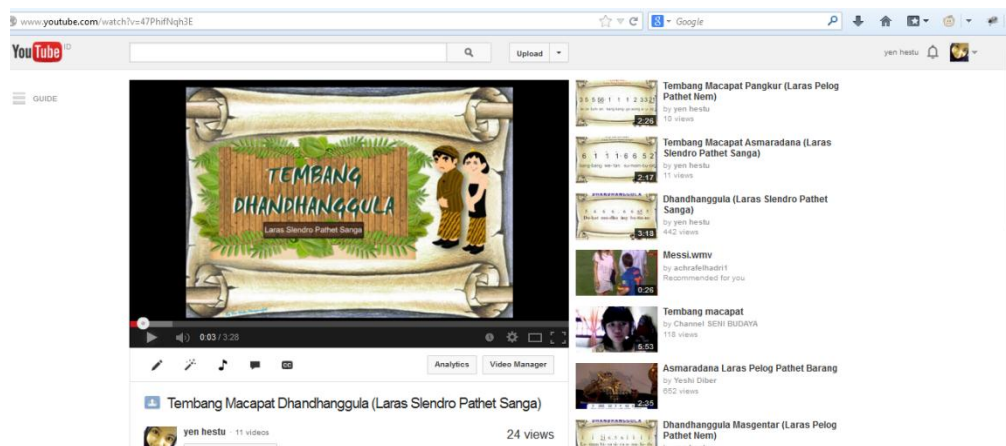 www.youtube.com/watch?v=47PhifNqh3E
Google
You Tube ID
Upload
yen hestu
GUIDE
TEMBANG
DHANDHANGGULA
Laras Slendro Pathet Sanga
0:03 / 3:28
Analytics
Video Manager
Tembang Macapat Dhandhanggula (Laras Slendro Pathet Sanga)
yen hestu · 11 videos
24 views
Tembang Macapat Pangkur (Laras Pelog
Pathet Nem)
by yen hestu
10 views
2:26
Tembang Macapat Asmaradana (Laras
Slendro Pathet Sanga)
by yen hestu
11 views
2:17
Dhandhanggula (Laras Slendro Pathet
Sanga)
by yen hestu
442 views
3:18
Messi.wmv
by achrafelhadri1
Recommended for you
0:26
Tembang macapat
by Channel SENI BUDAYA
118 views
5:53
Asmaradana Laras Pelog Pathet Barang
by Yeshi Diber
662 views
2:35
Dhandhanggula Masgentar (Laras Pelog
Pathet Nem)